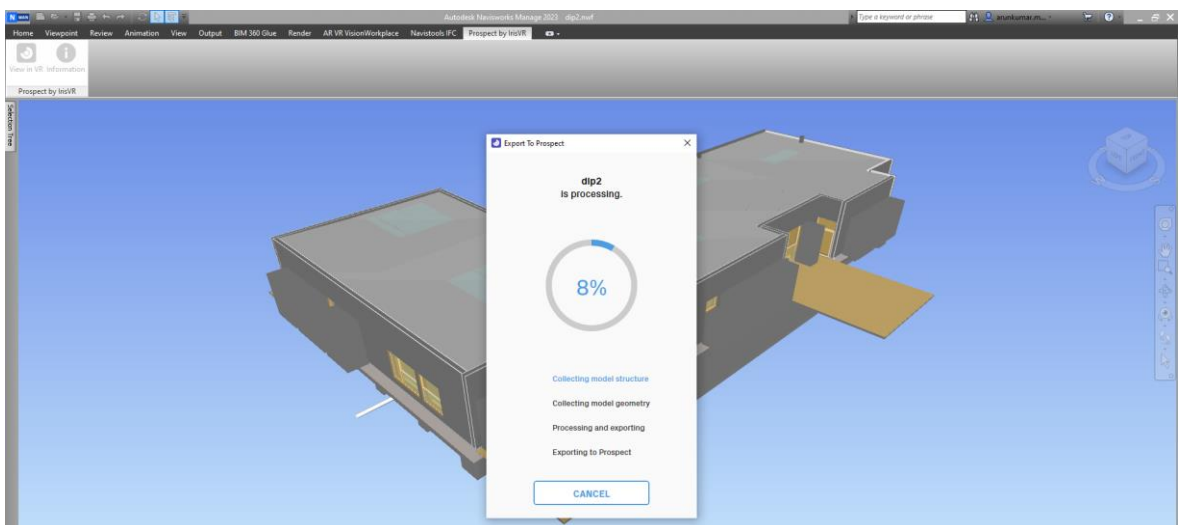 Autodesk Navisworks Manage 2023 dip2.nwf
Type a keyword or phrase
arunkumar.m...
Home Viewpoint Review Animation View Output BIM 360 Glue Render AR VR VisionWorkplace Navistools IFC Prospect by IrisVR
View in VR Information
Prospect by IrisVR
Selection Tree
Export To Prospect
dip2
is processing.
8%
Collecting model structure
Collecting model geometry
Processing and exporting
Exporting to Prospect
CANCEL